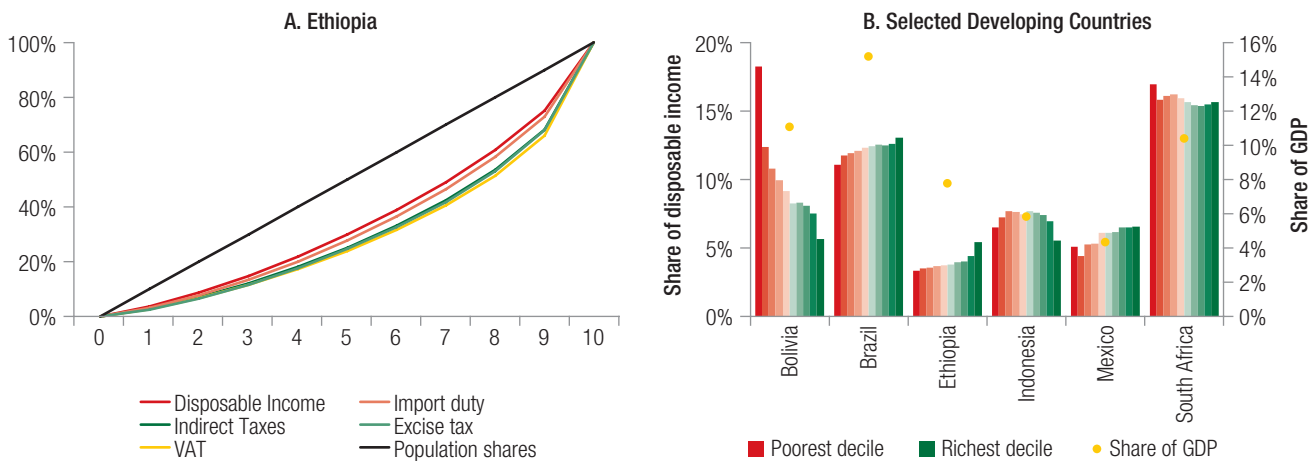 A. Ethiopia
100%
80%
60%
40%
20%
0%
0 1 2 3 4 5 6 7 8 9 10
Disposable Income
Import duty
Indirect Taxes
Excise tax
VAT
Population shares
B. Selected Developing Countries
Share of disposable income
20%
15%
10%
5%
0%
16%
14%
12%
10%
8%
6%
4%
2%
0%
Share of GDP
Bolivia
Brazil
Ethiopia
Indonesia
Mexico
South Africa
Poorest decile
Richest decile
Share of GDP